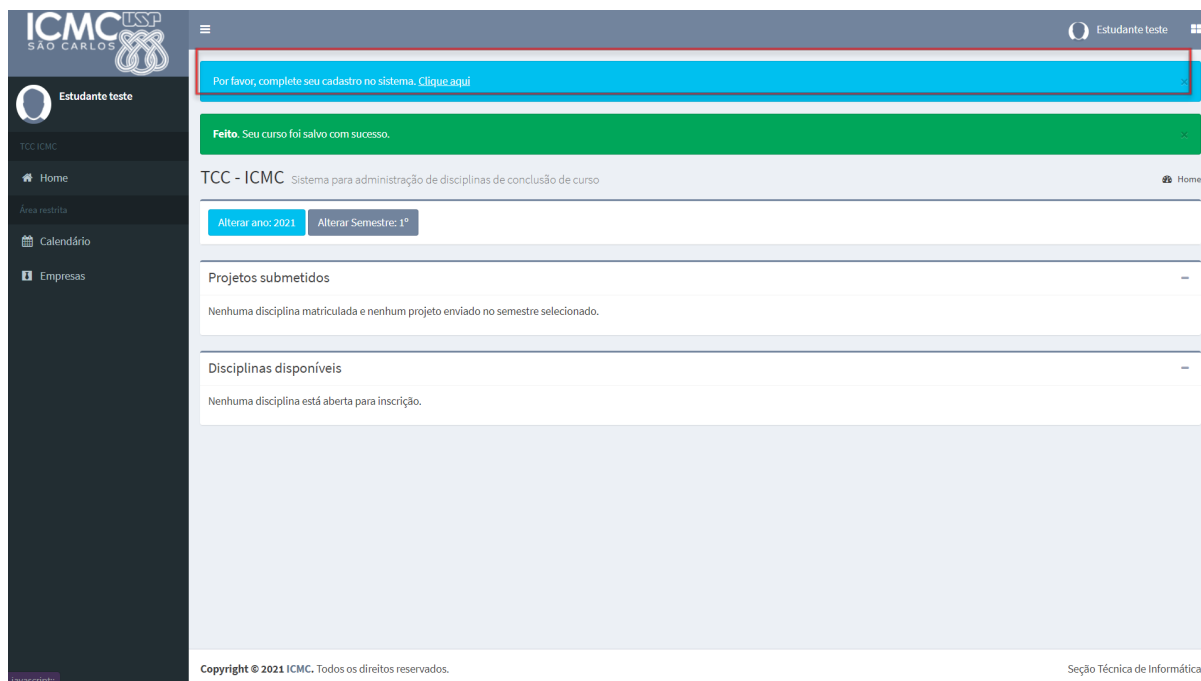 ICMC USP
SÃO CARLOS
Estudante teste
Por favor, complete seu cadastro no sistema. Clique aqui ×
Estudante teste
Feito. Seu curso foi salvo com sucesso. ×
TCC ICMC
Home
TCC - ICMC Sistema para administração de disciplinas de conclusão de curso
Home
Área restrita
Alterar ano: 2021 Alterar Semestre: 1º
Calendário
Empresas
Projetos submetidos
Nenhuma disciplina matriculada e nenhum projeto enviado no semestre selecionado.
Disciplinas disponíveis
Nenhuma disciplina está aberta para inscrição.
Copyright © 2021 ICMC. Todos os direitos reservados.
Seção Técnica de Informática
javascript:;